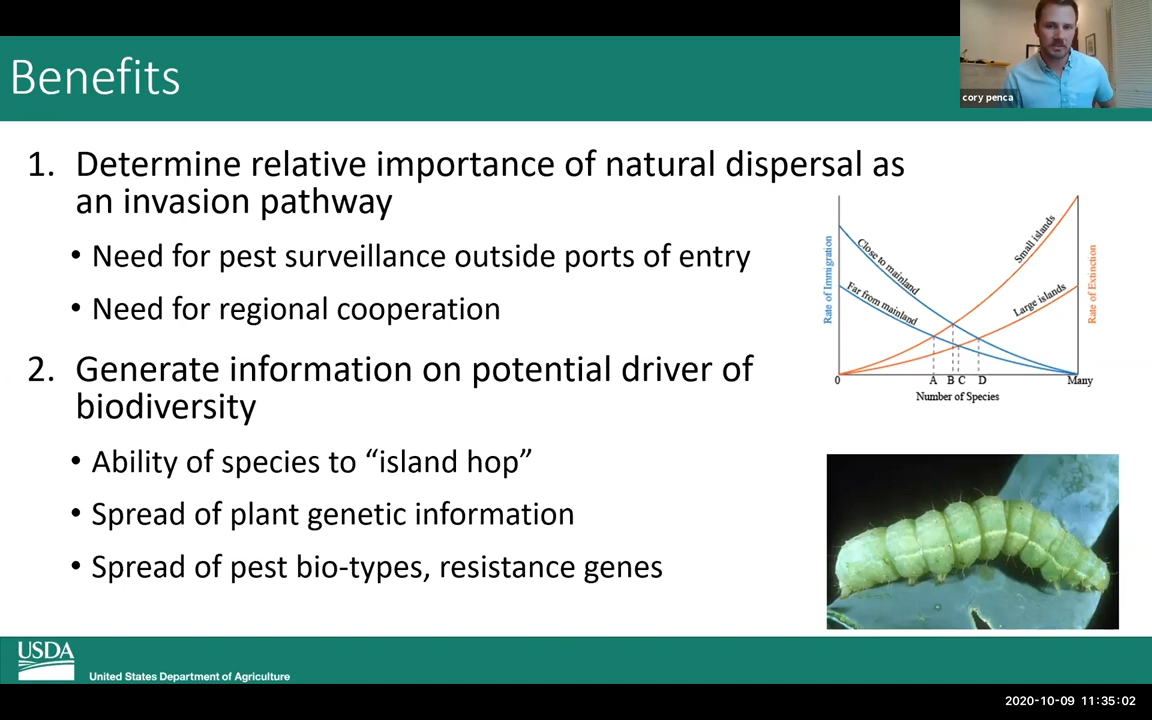 Benefits
cory penca
1. Determine relative importance of natural dispersal as
an invasion pathway
• Need for pest surveillance outside ports of entry
• Need for regional cooperation
2. Generate information on potential driver of
biodiversity
• Ability of species to “island hop”
• Spread of plant genetic information
• Spread of pest bio-types, resistance genes
Rate of Immigration
Close to mainland
Far from mainland
Small islands
Large islands
Rate of Extinction
0 A B C D Many
Number of Species
USDA
United States Department of Agriculture
2020-10-09 11:35:02